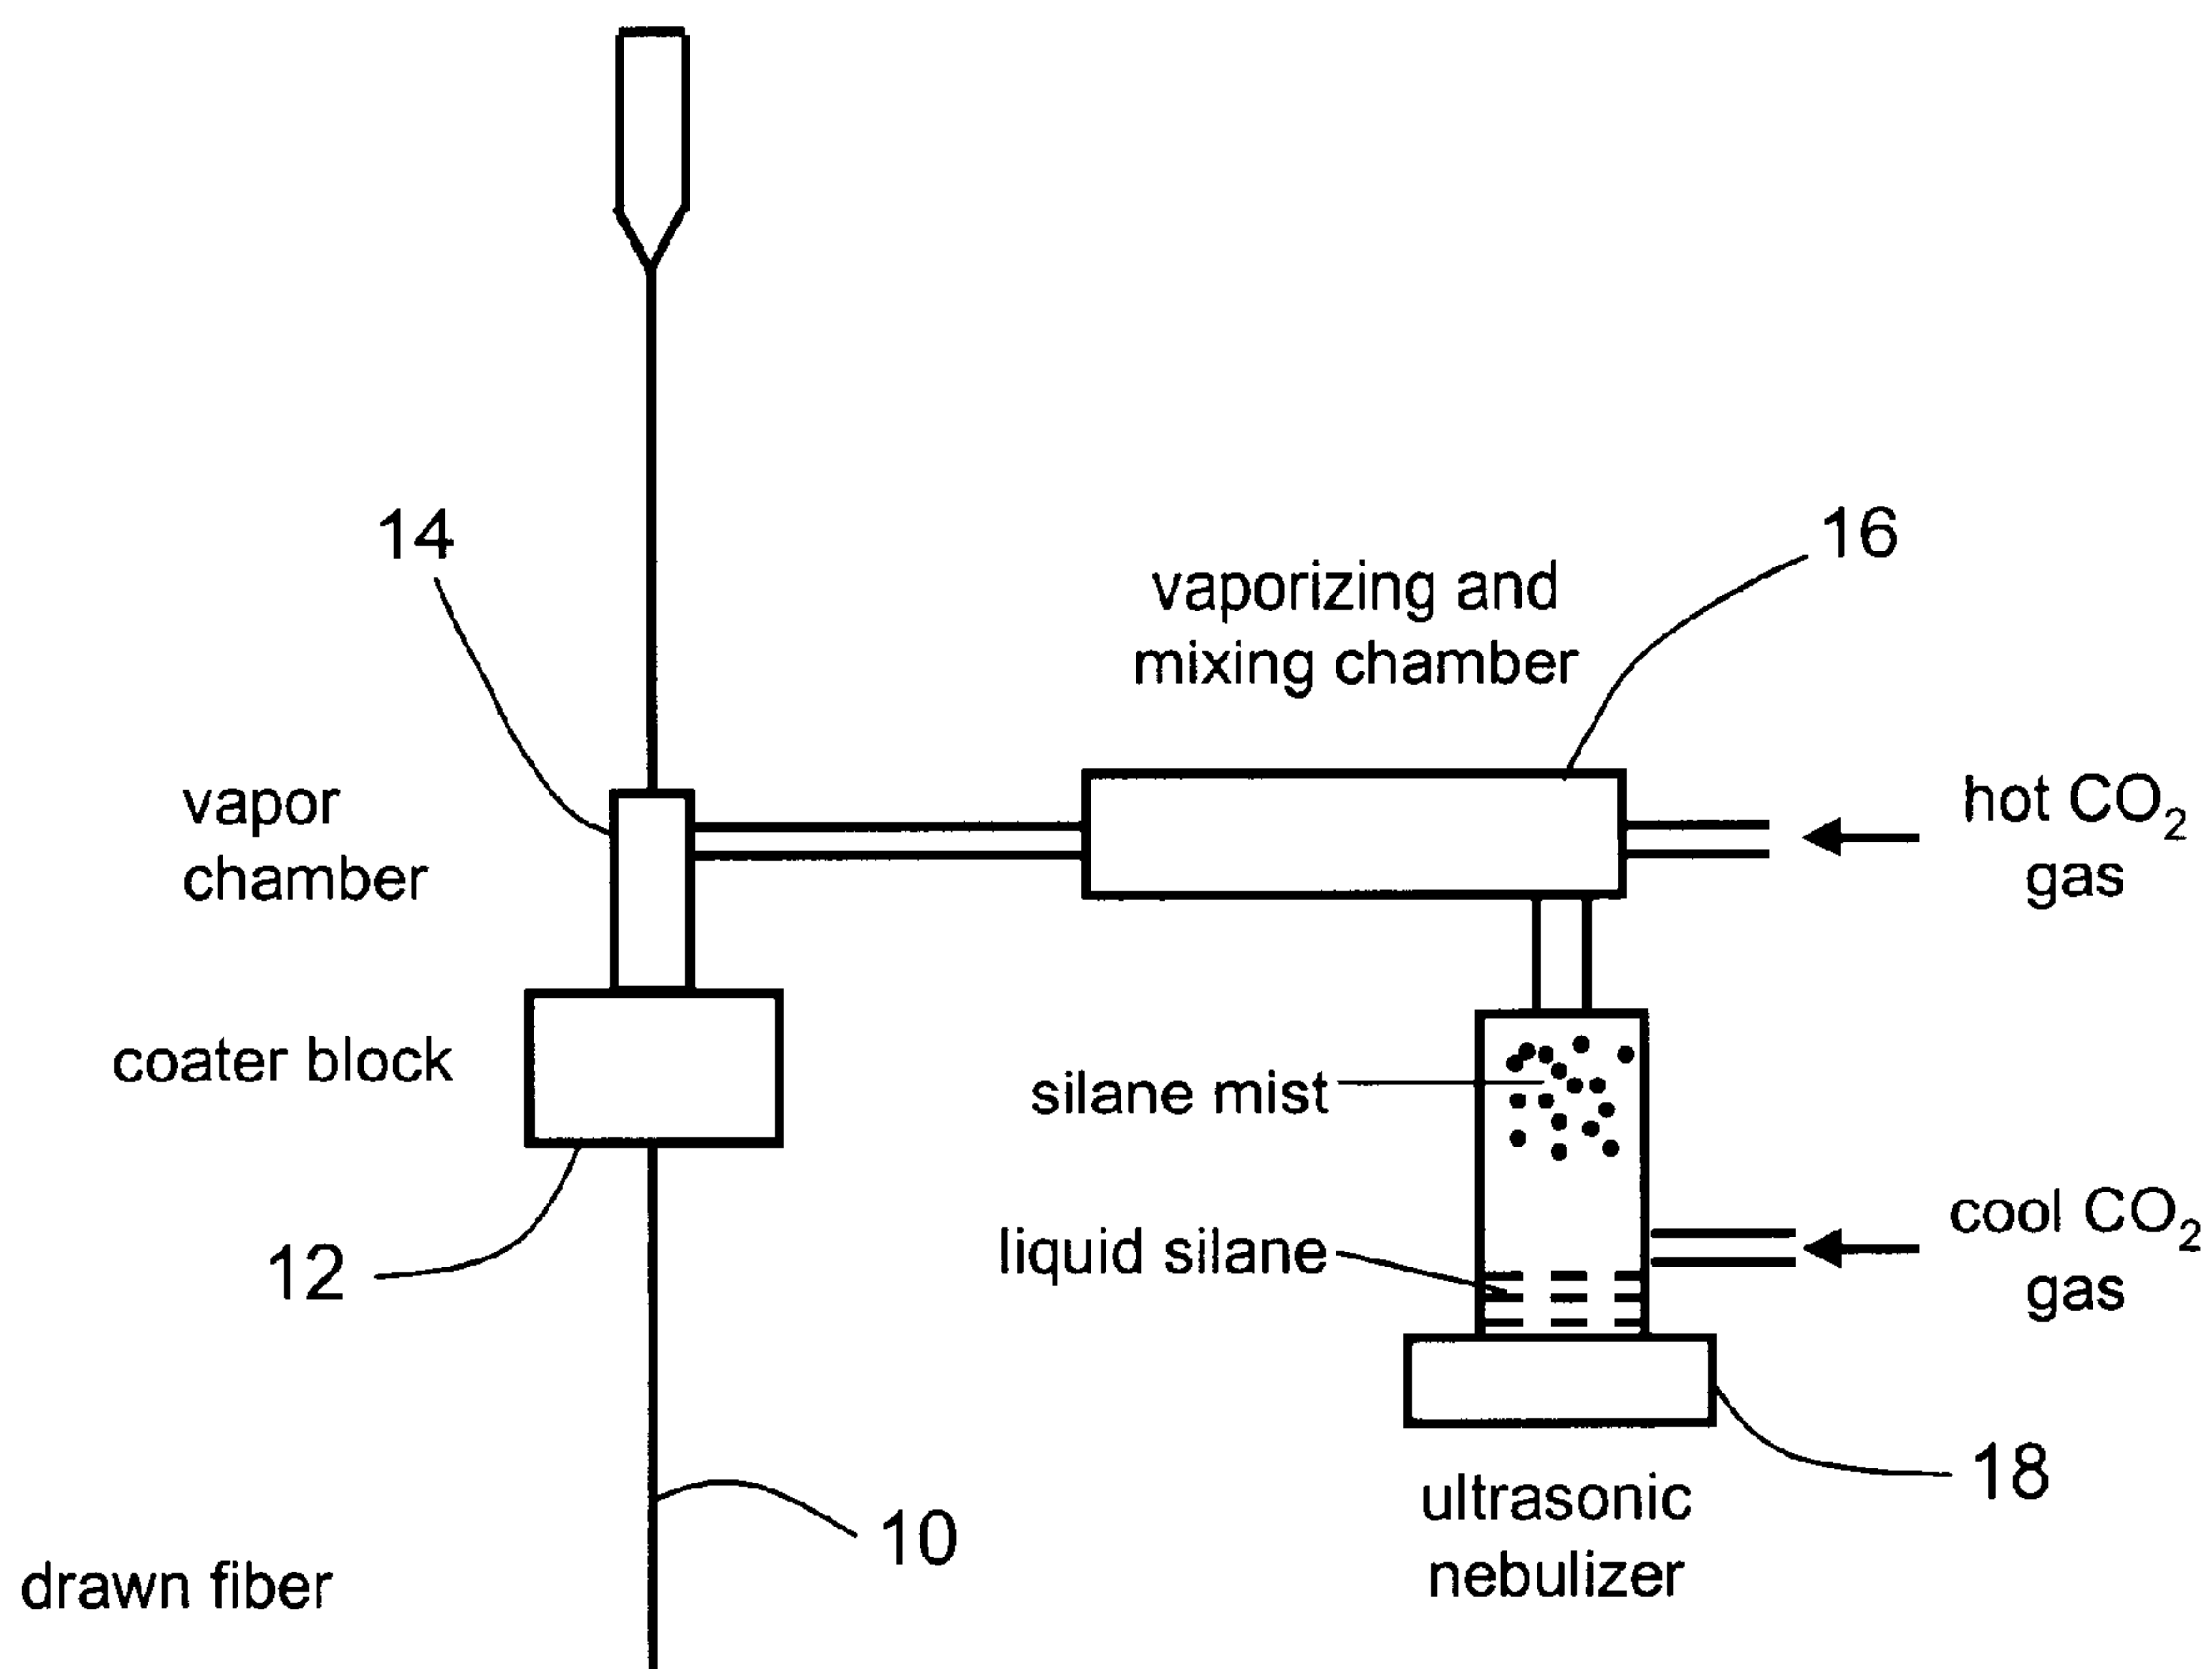 14
16
vaporizing and
mixing chamber
vapor
chamber
hot CO₂
gas
coater block
silane mist
12
liquid silane
cool CO₂
gas
18
ultrasonic
nebulizer
10
drawn fiber